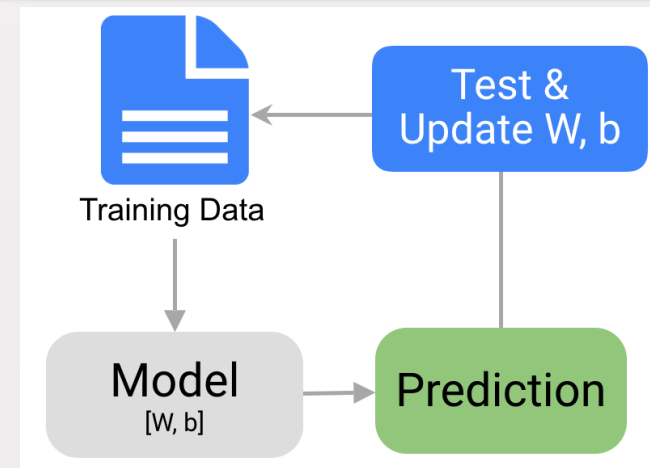 Test &
Update W, b
Training Data
Model
[W, b]
Prediction